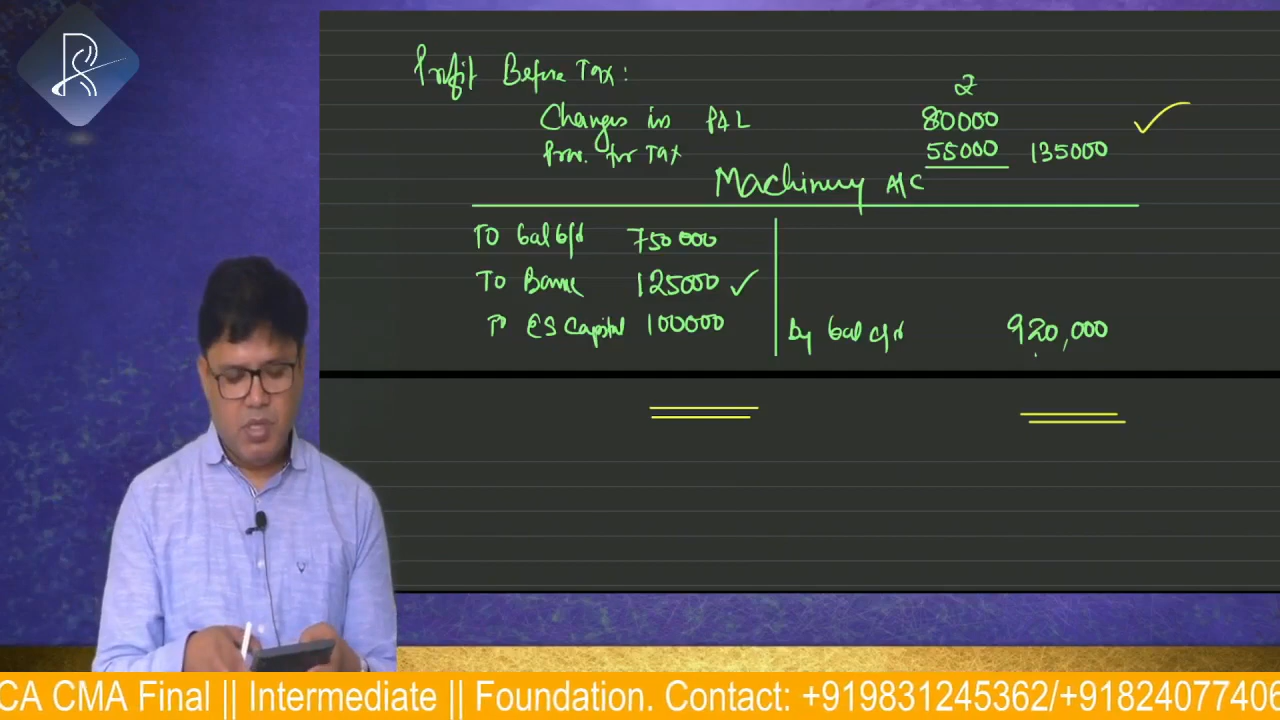 Profit Before Tax:
₹
Changes in P&L 80000
Prov. for Tax 55000 135000
Machinery A/C
To bal b/d 750000
To Bank 125000 ✓
To ES Capital 100000 By bal c/d 920,000
CA CMA Final || Intermediate || Foundation. Contact: +919831245362/+91824077406